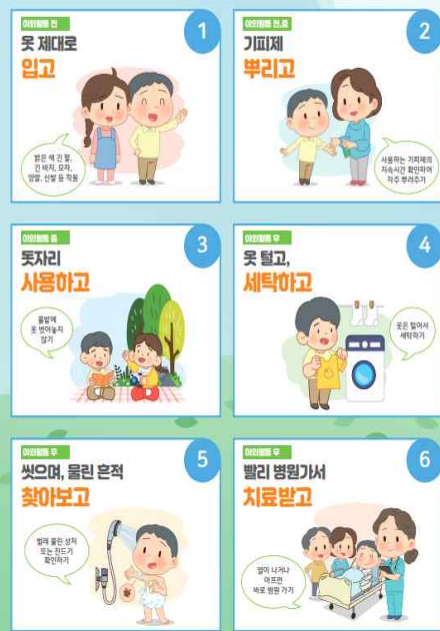 야외활동 전
1
옷 제대로
입고
밝은 색 긴 팔,
긴 바지, 모자,
양말, 신발 등 착용
야외활동 전,중
2
기피제
뿌리고
사용하는 기피제의
지속시간 확인하여
자주 뿌려주기
야외활동 중
3
돗자리
사용하고
풀밭에
옷 벗어놓지
않기
야외활동 후
4
옷 털고,
세탁하고
옷은 털어서
세탁하기
야외활동 후
5
씻으며, 물린 흔적
찾아보고
벌레 물린 상처
또는 진드기
확인하기
야외활동 후
6
빨리 병원가서
치료받고
열이 나거나
아프면
바로 병원 가기